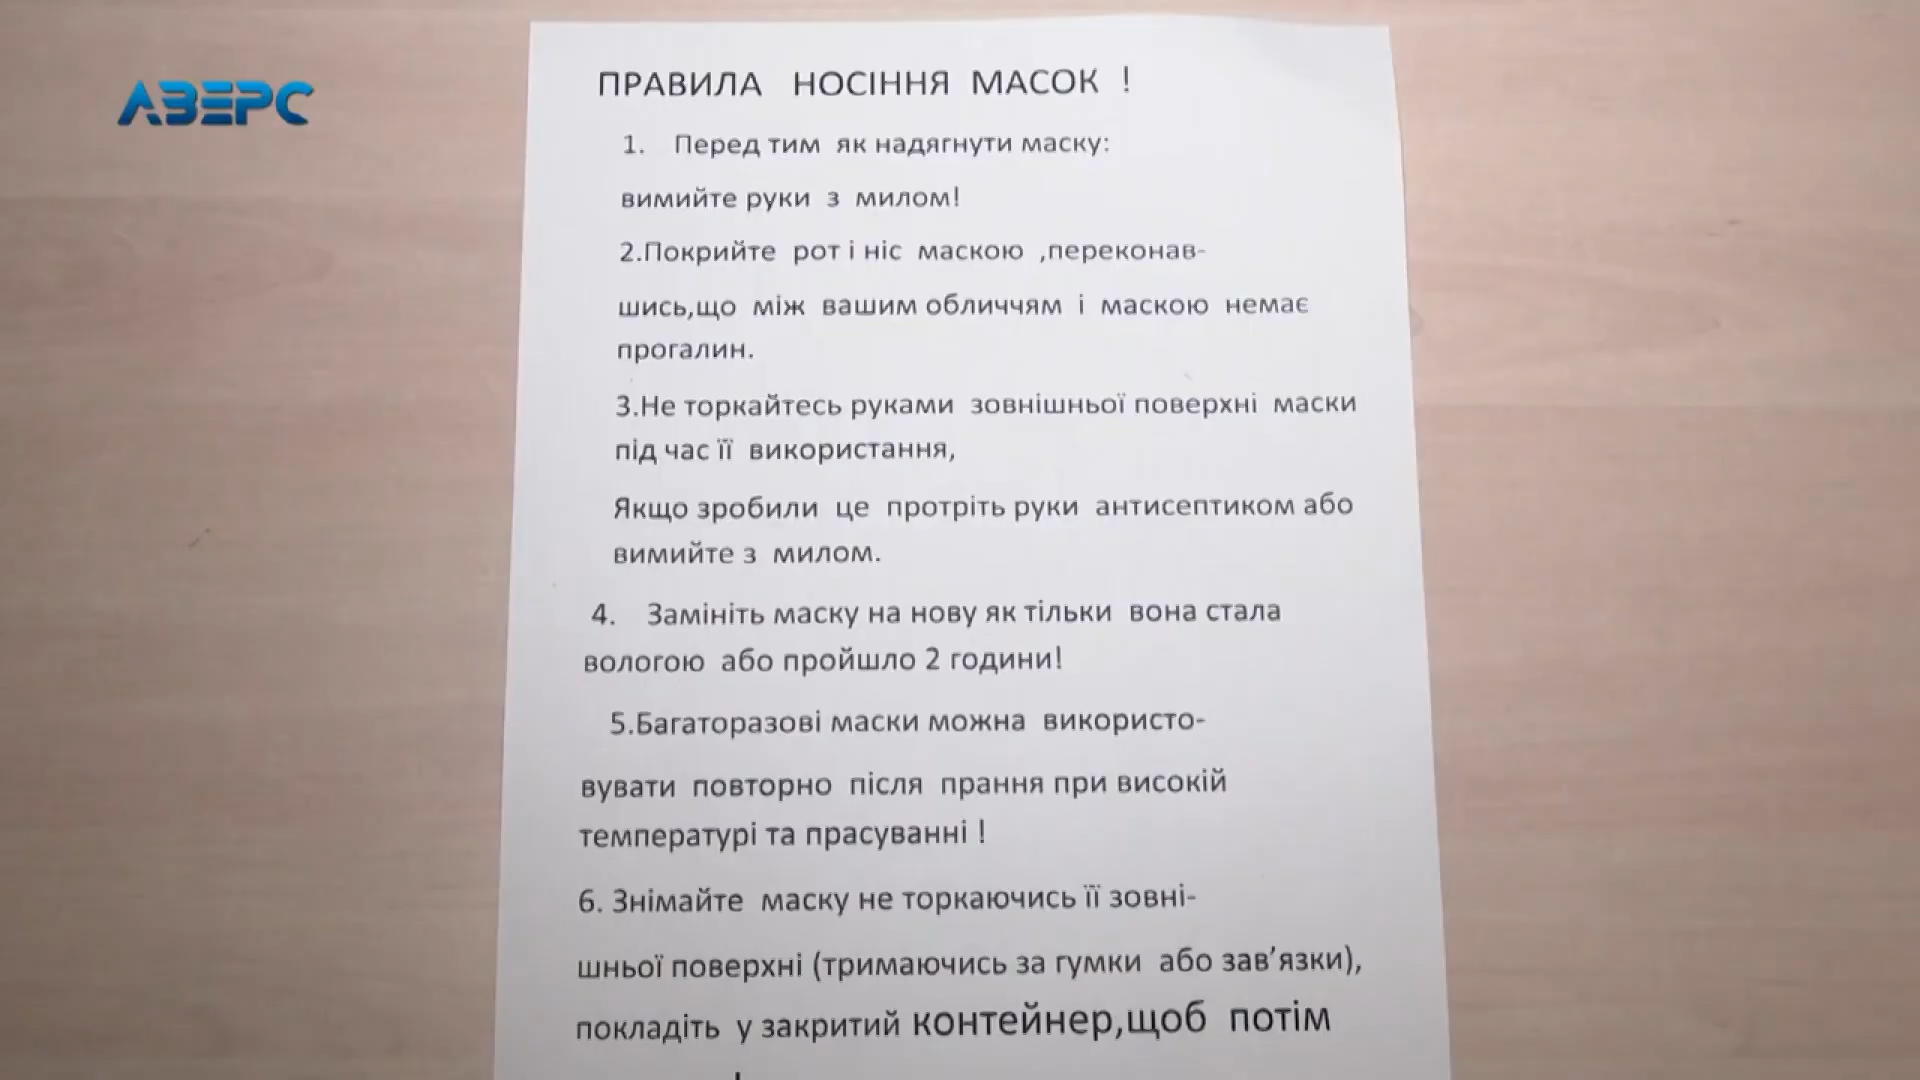 АВЕРС
ПРАВИЛА НОСІННЯ МАСОК !
1. Перед тим як надягнути маску:
вимийте руки з милом!
2.Покрийте рот і ніс маскою ,переконав-
шись,що між вашим обличчям і маскою немає
прогалин.
3.Не торкайтесь руками зовнішньої поверхні маски
під час її використання,
Якщо зробили це протріть руки антисептиком або
вимийте з милом.
4. Замініть маску на нову як тільки вона стала
вологою або пройшло 2 години!
5.Багаторазові маски можна використо-
вувати повторно після прання при високій
температурі та прасуванні !
6. Знімайте маску не торкаючись її зовні-
шньої поверхні (тримаючись за гумки або зав’язки),
покладіть у закритий контейнер,щоб потім